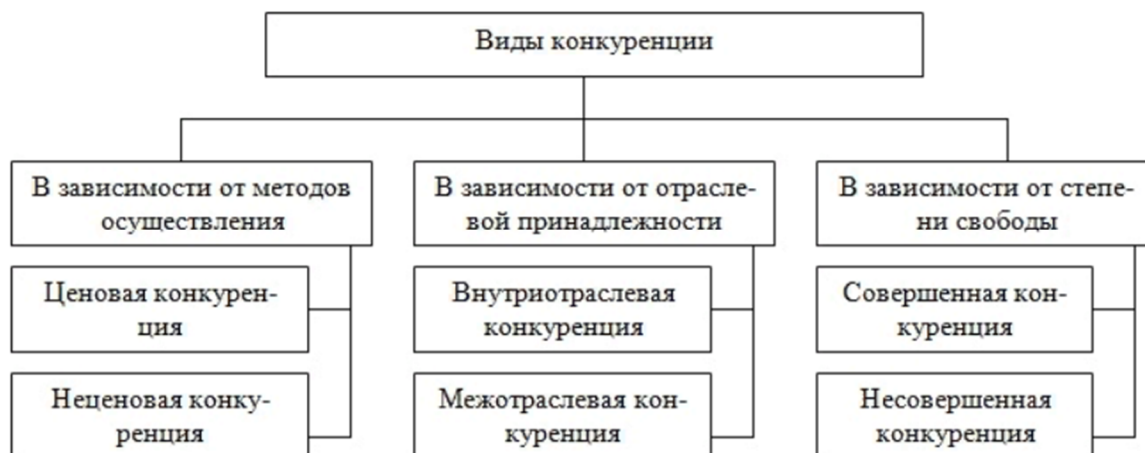 Виды конкуренции
В зависимости от методов
осуществления
В зависимости от отрасле-
вой принадлежности
В зависимости от степе-
ни свободы
Ценовая конкурен-
ция
Внутриотраслевая
конкуренция
Совершенная кон-
куренция
Неценовая конку-
ренция
Межотраслевая кон-
куренция
Несовершенная
конкуренция